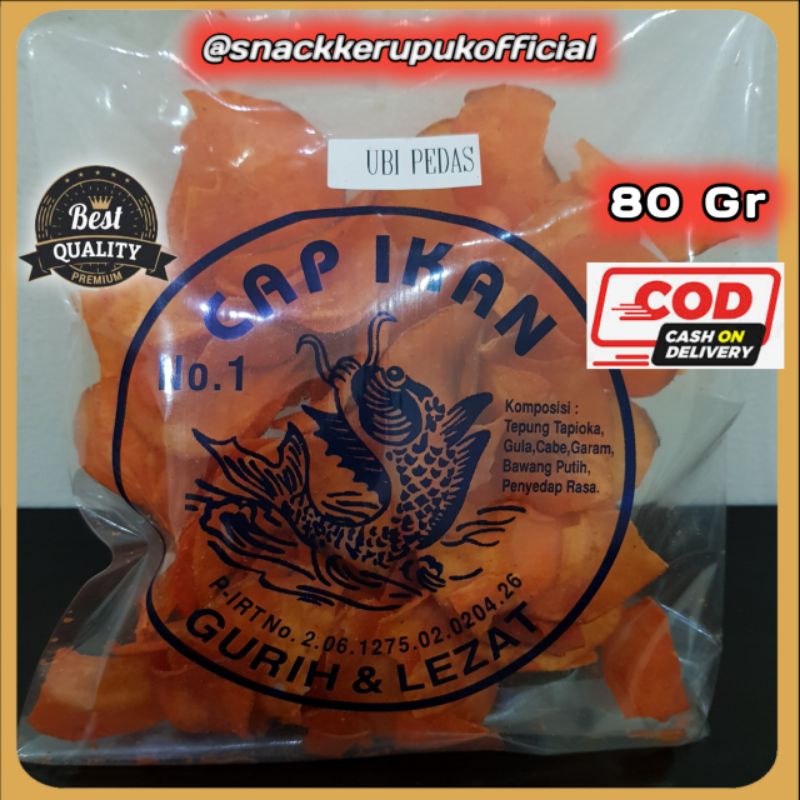 @snackkerupukofficial
UBI PEDAS
Best
QUALITY
PREMIUM
80 Gr
COD
CASH ON
DELIVERY
CAP IKAN
No.1
Komposisi :
Tepung Tapioka,
Gula,Cabe,Garam,
Bawang Putih,
Penyedap Rasa.
P-IRT No. 2.06.1275.02.0204.26
GURIH & LEZAT